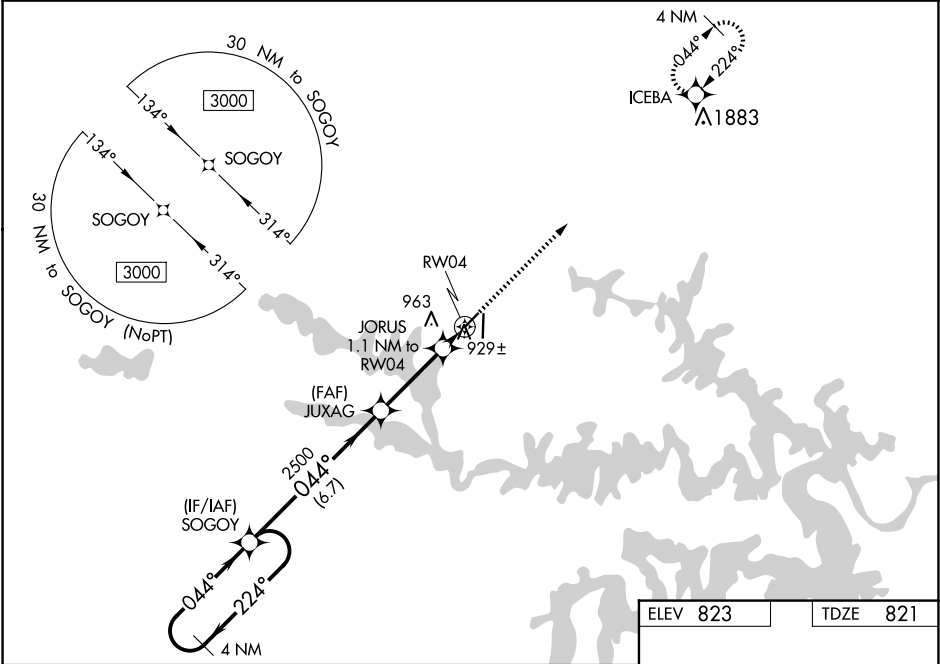 30 NM to SOGOY
3000
134°
SOGOY
314°
134°
SOGOY
314°
3000
30 NM to SOGOY (NoPT)
4 NM
044°
224°
ICEBA
1883
RW04
963
JORUS
1.1 NM to
RW04
929±
(FAF)
JUXAG
2500
044°
(6.7)
(IF/IAF)
SOGOY
044°
224°
4 NM
ELEV 823
TDZE 821